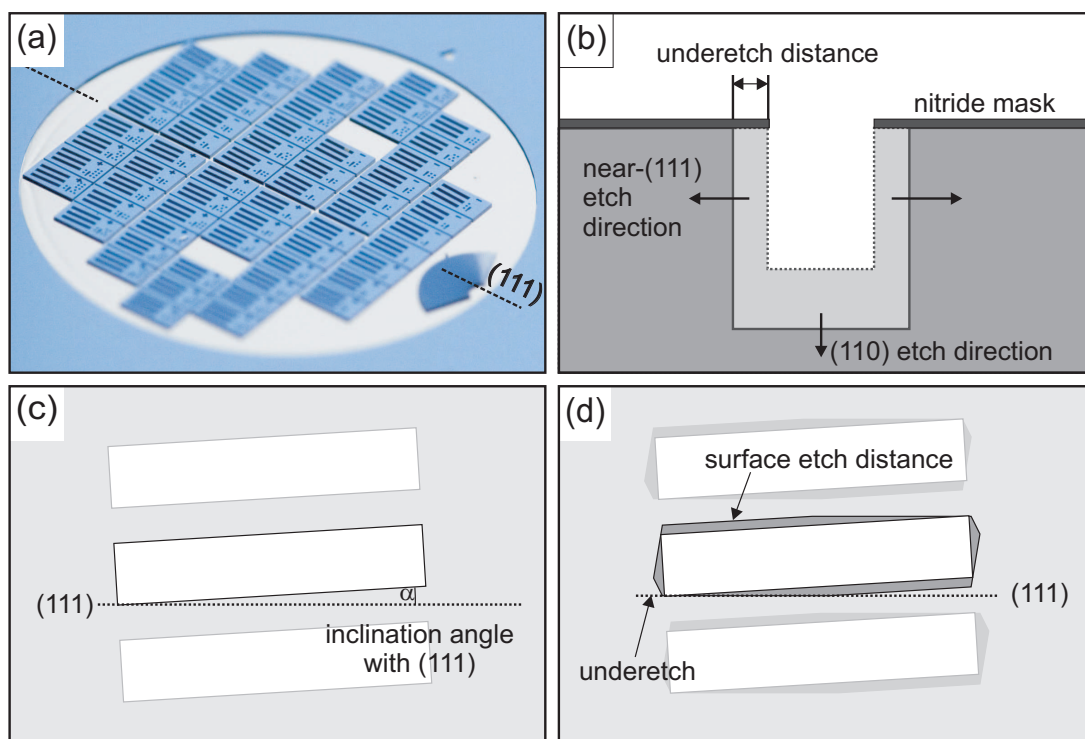 (a)
(111)
(b)
underetch distance
nitride mask
near-(111)
etch
direction
(110) etch direction
(c)
(111)
α
inclination angle
with (111)
(d)
surface etch distance
(111)
underetch